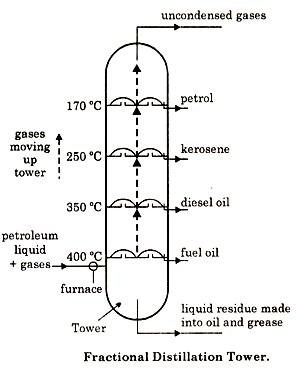 uncondensed gases
170 °C
petrol
gases
moving
up
tower
250 °C
kerosene
350 °C
diesel oil
petroleum
liquid
+ gases
400 °C
fuel oil
furnace
Tower
liquid residue made
into oil and grease
Fractional Distillation Tower.